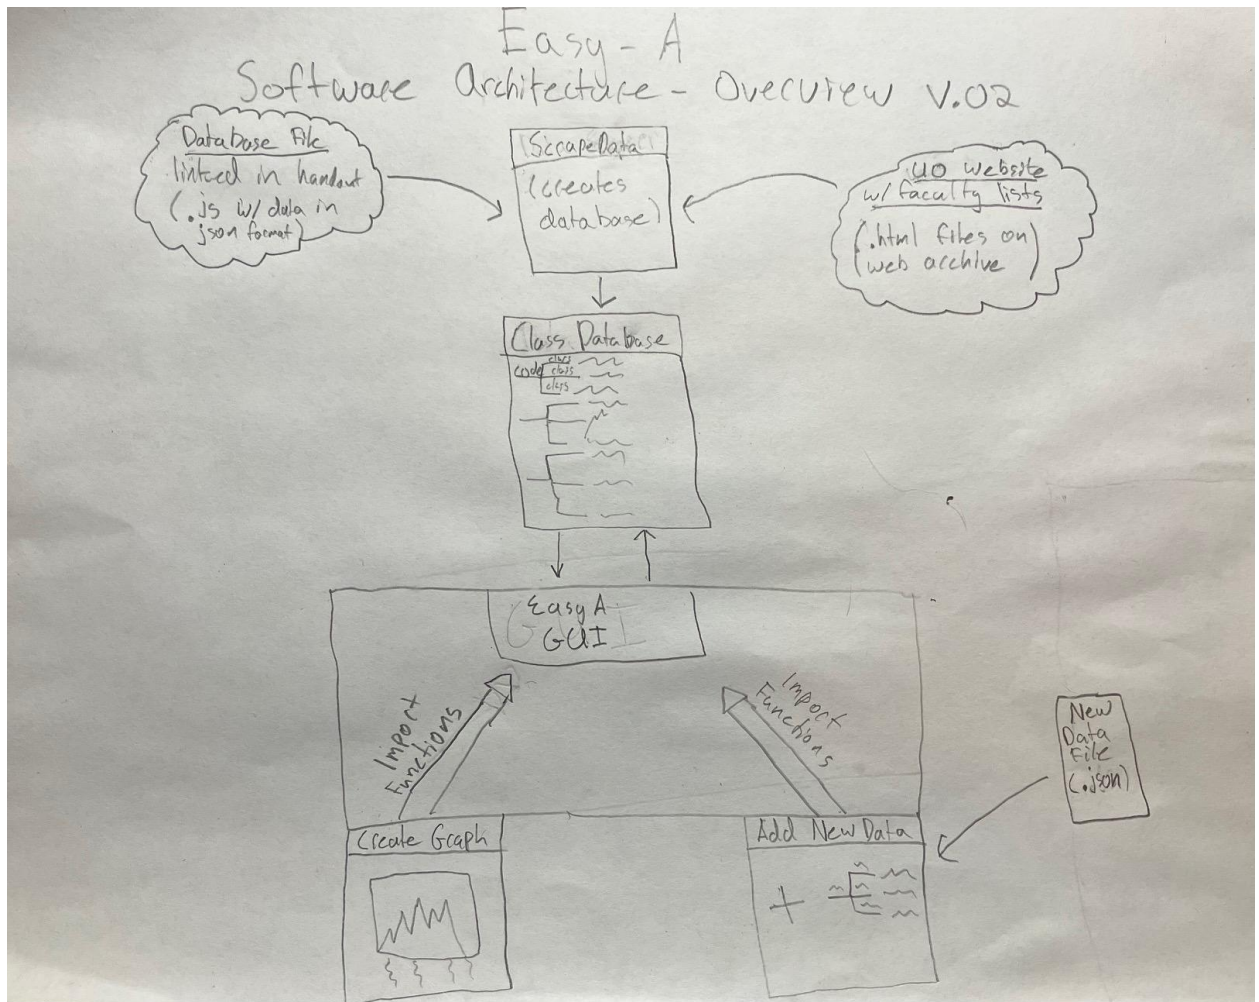 Easy - A
Software Architecture - Overview V.02
Database File
linked in handout
(.js w/ data in
json format)
ScrapeData
(creates
database)
UO website
w/ faculty lists
(.html files on
web archive)
Class Database
code
class
class
class
Easy A
GUI
Import
Functions
Import
Functions
New
Data
File
(.json)
Create Graph
Add New Data
+